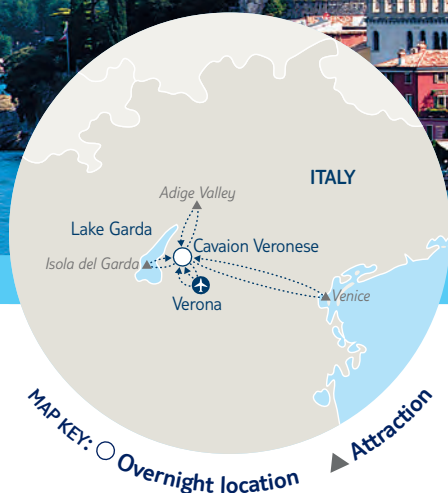 ITALY
Adige Valley
Lake Garda
Cavaion Veronese
Isola del Garda
Venice
Verona
MAP KEY: Overnight location
Attraction